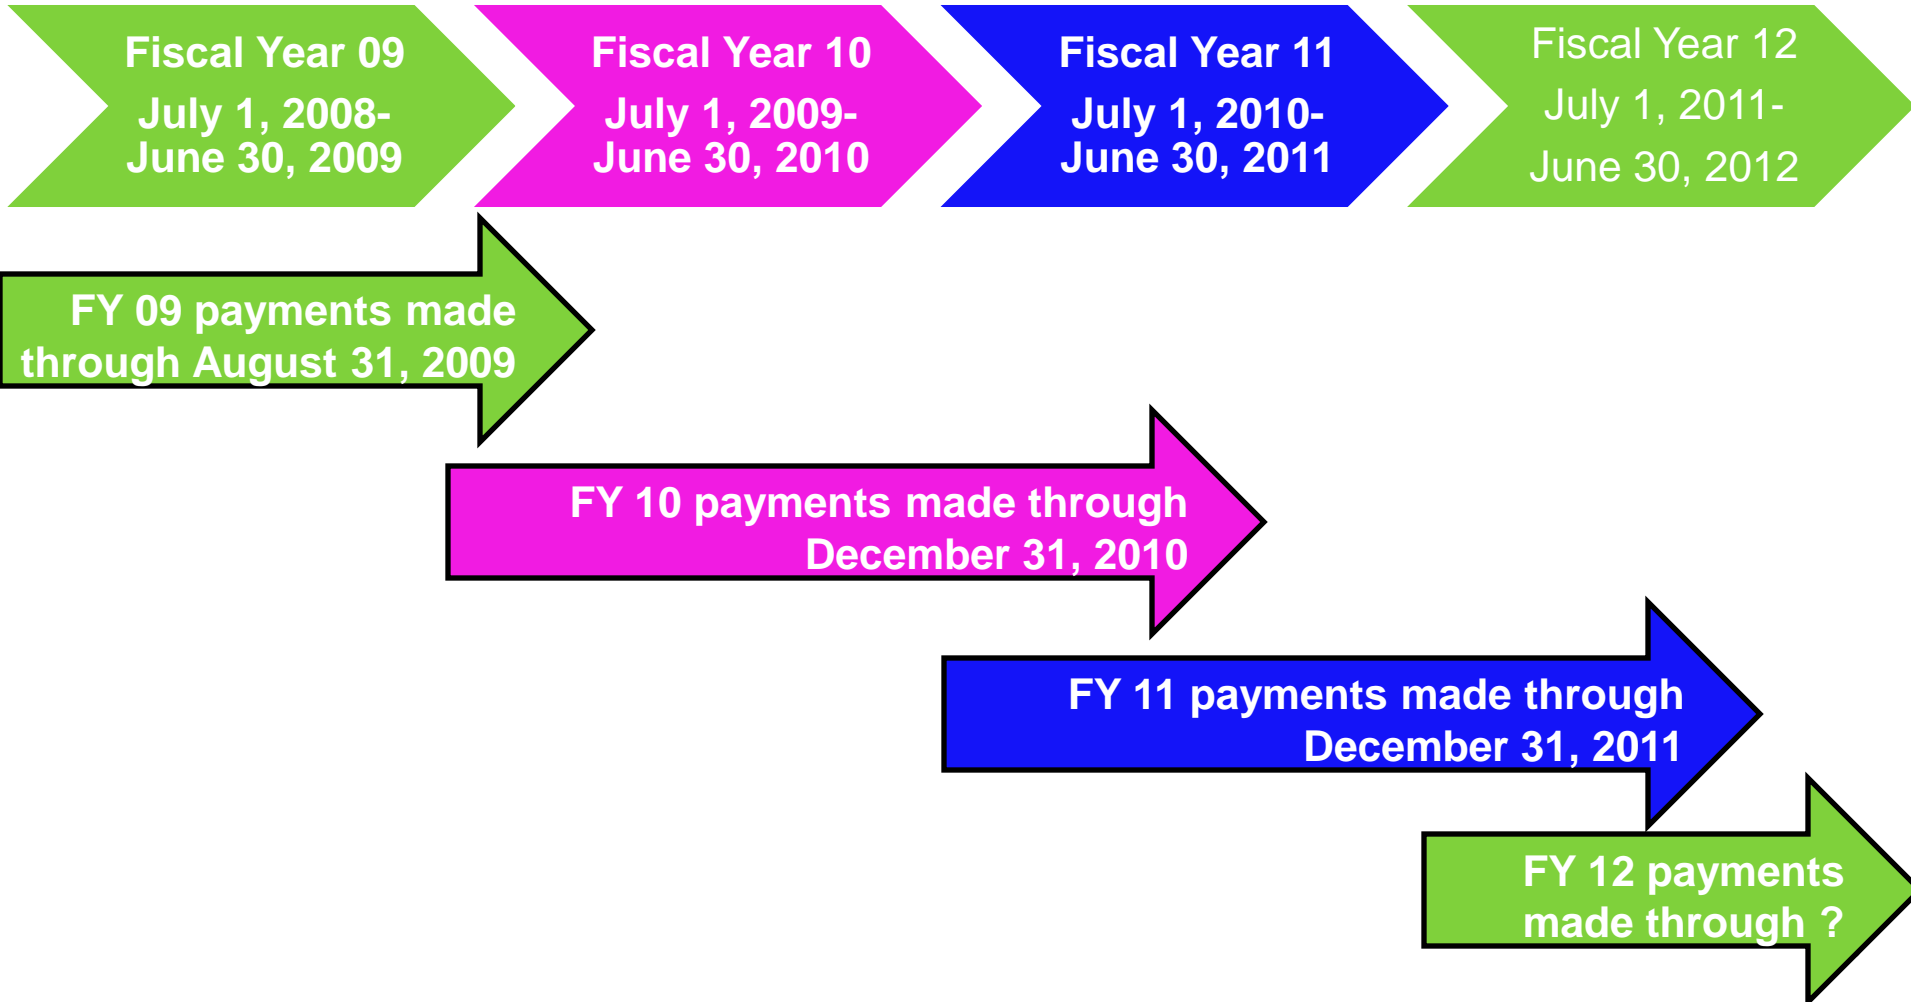 Fiscal Year 09
July 1, 2008-
June 30, 2009
Fiscal Year 10
July 1, 2009-
June 30, 2010
Fiscal Year 11
July 1, 2010-
June 30, 2011
Fiscal Year 12
July 1, 2011-
June 30, 2012
FY 09 payments made
through August 31, 2009
FY 10 payments made through
December 31, 2010
FY 11 payments made through
December 31, 2011
FY 12 payments
made through ?